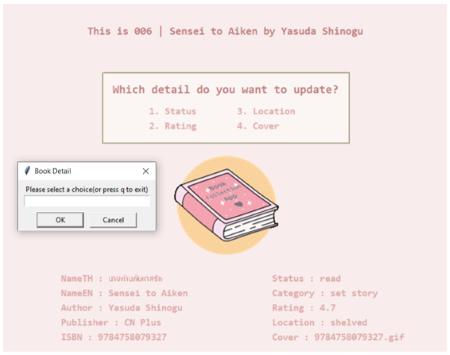 This is 006 | Sensei to Aiken by Yasuda Shinogu
Which detail do you want to update?
1. Status 3. Location
2. Rating 4. Cover
Book Detail
Please select a choice(or press q to exit)
OK Cancel
Book
Collection
App
NameTH :
NameEN : Sensei to Aiken
Author : Yasuda Shinogu
Publisher : CN Plus
ISBN : 9784758079327
Status : read
Category : set story
Rating : 4.7
Location : shelved
Cover : 9784758079327.gif